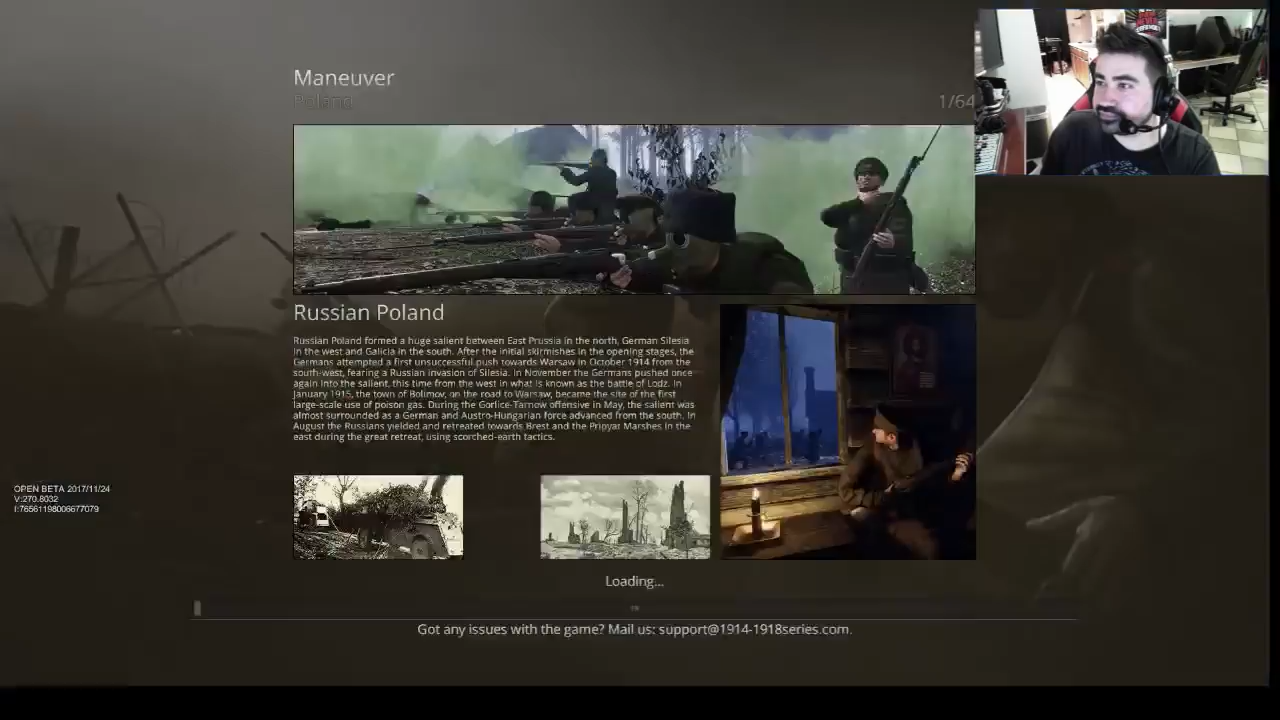 Maneuver
Poland
1/64
Russian Poland
Russian Poland formed a huge salient between East Prussia in the north, German Silesia
in the west and Galicia in the south. After the initial skirmishes in the opening stages, the
Germans attempted a first unsuccessful push towards Warsaw in October 1914 from the
south-west, fearing a Russian invasion of Silesia. In November the Germans pushed once
again into the salient, this time from the west in what is known as the battle of Lodz. In
January 1915, the town of Bolimov, on the road to Warsaw, became the site of the first
large-scale use of poison gas. During the Gorlice-Tarnow offensive in May, the salient was
almost surrounded as a German and Austro-Hungarian force advanced from the south. In
August the Russians yielded and retreated towards Brest and the Pripyat Marshes in the
east during the great retreat, using scorched-earth tactics.
OPEN BETA 2017/11/24
V:270.8032
I:76561198006677079
Loading...
Got any issues with the game? Mail us: support@1914-1918series.com.